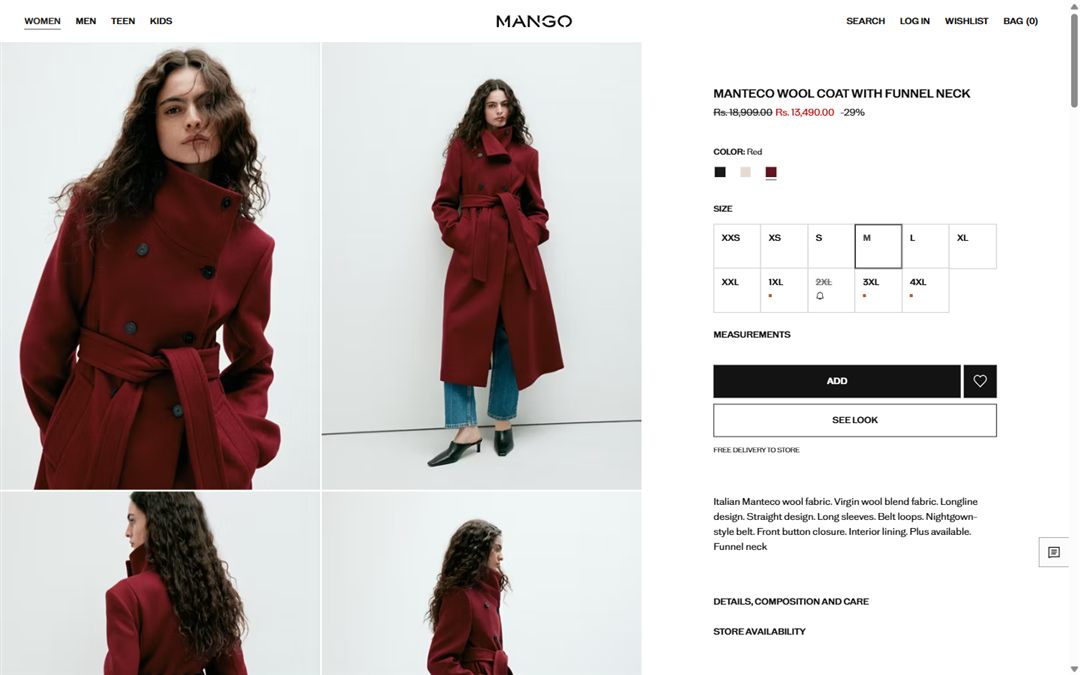 WOMEN MEN TEEN KIDS MANGO SEARCH LOG IN WISHLIST BAG (0)
MANTECO WOOL COAT WITH FUNNEL NECK
Rs. 18,909.00 Rs. 13,490.00 -29%
COLOR: Red
SIZE
XXS XS S M L XL
XXL 1XL 2XL 3XL 4XL
MEASUREMENTS
ADD
SEE LOOK
FREE DELIVERY TO STORE
Italian Manteco wool fabric. Virgin wool blend fabric. Longline
design. Straight design. Long sleeves. Belt loops. Nightgown-
style belt. Front button closure. Interior lining. Plus available.
Funnel neck
DETAILS, COMPOSITION AND CARE
STORE AVAILABILITY